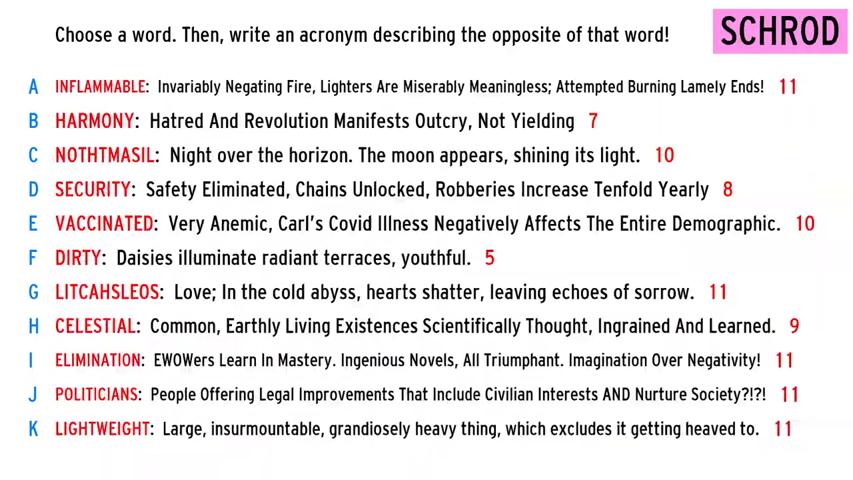 Choose a word. Then, write an acronym describing the opposite of that word!
SCHROD
A INFLAMMABLE: Invariably Negating Fire, Lighters Are Miserably Meaningless; Attempted Burning Lamely Ends! 11
B HARMONY: Hatred And Revolution Manifests Outcry, Not Yielding 7
C NOTHTMASIL: Night over the horizon. The moon appears, shining its light. 10
D SECURITY: Safety Eliminated, Chains Unlocked, Robberies Increase Tenfold Yearly 8
E VACCINATED: Very Anemic, Carl's Covid Illness Negatively Affects The Entire Demographic. 10
F DIRTY: Daisies illuminate radiant terraces, youthful. 5
G LITCAHSLEOS: Love; In the cold abyss, hearts shatter, leaving echoes of sorrow. 11
H CELESTIAL: Common, Earthly Living Existences Scientifically Thought, Ingrained And Learned. 9
I ELIMINATION: EWOWers Learn In Mastery. Ingenious Novels, All Triumphant. Imagination Over Negativity! 11
J POLITICIANS: People Offering Legal Improvements That Include Civilian Interests AND Nurture Society?!?! 11
K LIGHTWEIGHT: Large, insurmountable, grandiosely heavy thing, which excludes it getting heaved to. 11